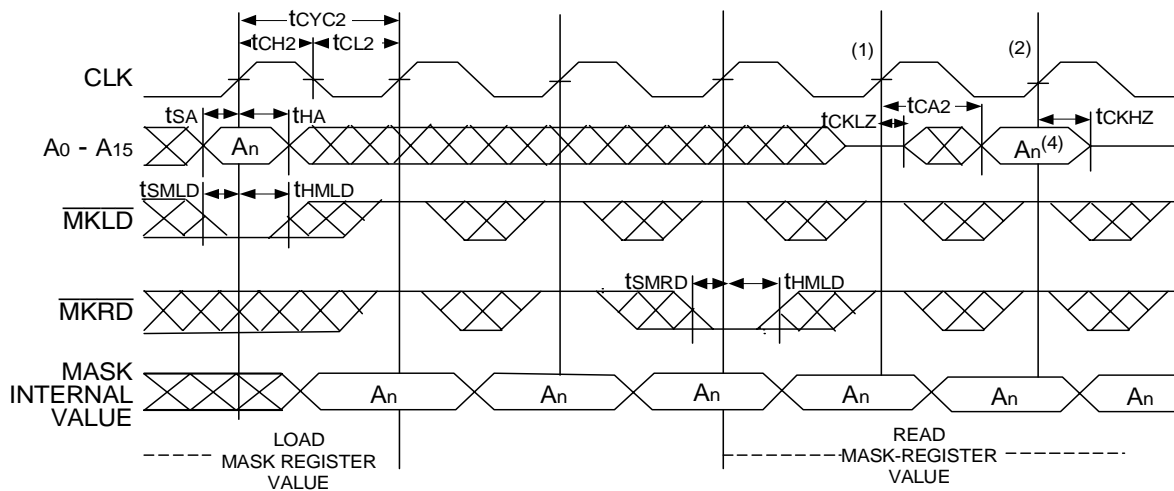 tCYC2
tCH2 tCL2 (1) (2)
CLK
tSA tHA tCKLZ tCA2 tCKHZ
A0 - A15 An An(4)
tSMLD tHMLD
MKLD
tSMRD tHMLD
MKRD
MASK
INTERNAL
VALUE
An An An An An An
LOAD
MASK REGISTER
VALUE
READ
MASK-REGISTER
VALUE